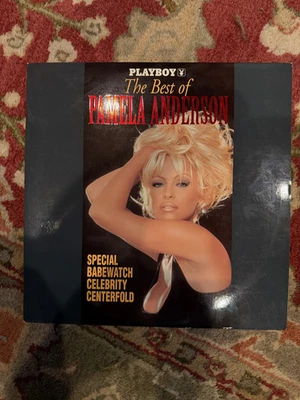 PLAYBOY
The Best of
PAMELA ANDERSON
SPECIAL
BABEWATCH
CELEBRITY
CENTERFOLD